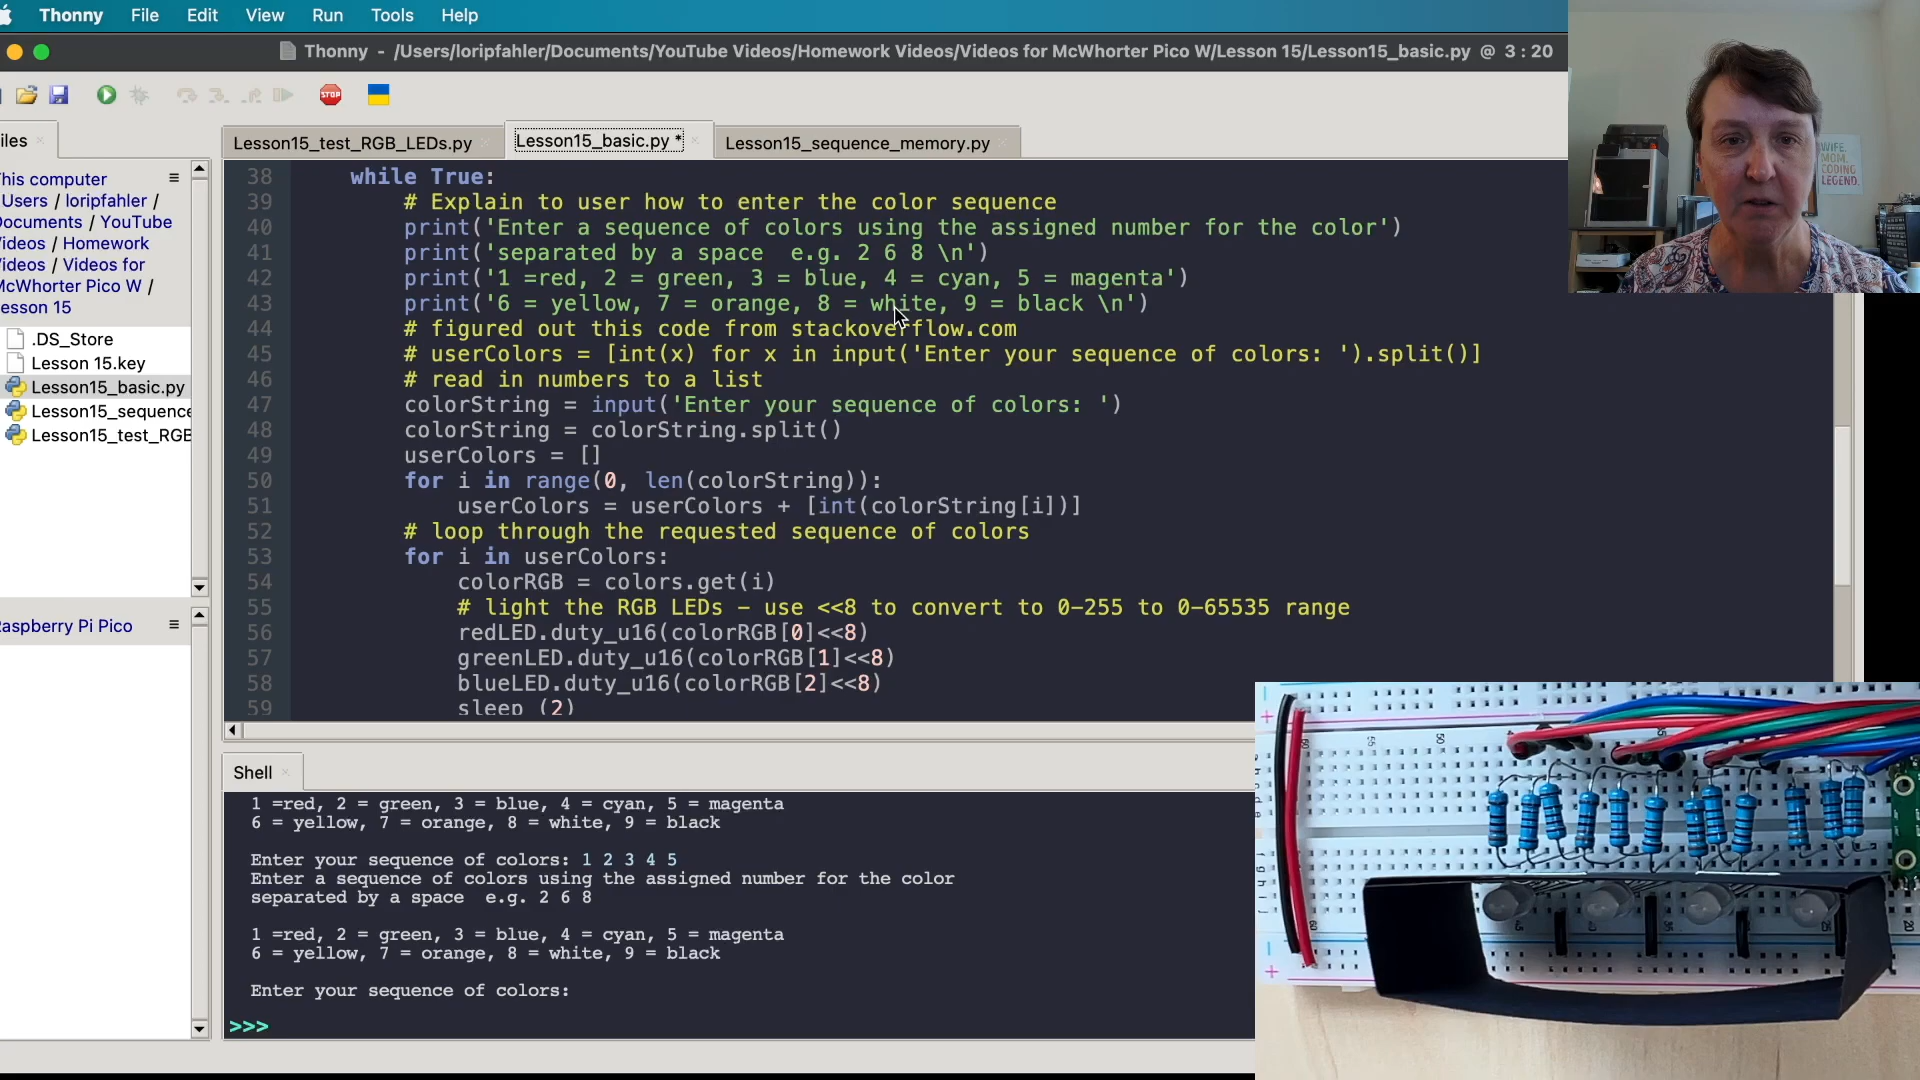 Thonny File Edit View Run Tools Help
Thonny - /Users/loripfahler/Documents/YouTube Videos/Homework Videos/Videos for McWhorter Pico W/Lesson 15/Lesson15_basic.py @ 3 : 20
STOP
iles
Lesson15_test_RGB_LEDs.py
Lesson15_basic.py *
Lesson15_sequence_memory.py
his computer
Users / loripfahler /
ocuments / YouTube
ideos / Homework
ideos / Videos for
cWhorter Pico W /
esson 15
.DS_Store
Lesson 15.key
Lesson15_basic.py
Lesson15_sequence
Lesson15_test_RGB
aspberry Pi Pico
38 while True:
39 # Explain to user how to enter the color sequence
40 print('Enter a sequence of colors using the assigned number for the color')
41 print('separated by a space  e.g. 2 6 8 \n')
42 print('1 =red, 2 = green, 3 = blue, 4 = cyan, 5 = magenta')
43 print('6 = yellow, 7 = orange, 8 = white, 9 = black \n')
44 # figured out this code from stackoverflow.com
45 # userColors = [int(x) for x in input('Enter your sequence of colors: ').split()]
46 # read in numbers to a list
47 colorString = input('Enter your sequence of colors: ')
48 colorString = colorString.split()
49 userColors = []
50 for i in range(0, len(colorString)):
51 userColors = userColors + [int(colorString[i])]
52 # loop through the requested sequence of colors
53 for i in userColors:
54 colorRGB = colors.get(i)
55 # light the RGB LEDs – use <<8 to convert to 0–255 to 0–65535 range
56 redLED.duty_u16(colorRGB[0]<<8)
57 greenLED.duty_u16(colorRGB[1]<<8)
58 blueLED.duty_u16(colorRGB[2]<<8)
59 sleep (2)
Shell
1 =red, 2 = green, 3 = blue, 4 = cyan, 5 = magenta
6 = yellow, 7 = orange, 8 = white, 9 = black
Enter your sequence of colors: 1 2 3 4 5
Enter a sequence of colors using the assigned number for the color
separated by a space  e.g. 2 6 8
1 =red, 2 = green, 3 = blue, 4 = cyan, 5 = magenta
6 = yellow, 7 = orange, 8 = white, 9 = black
Enter your sequence of colors:
>>>
WIFE.
MOM.
CODING
LEGEND.